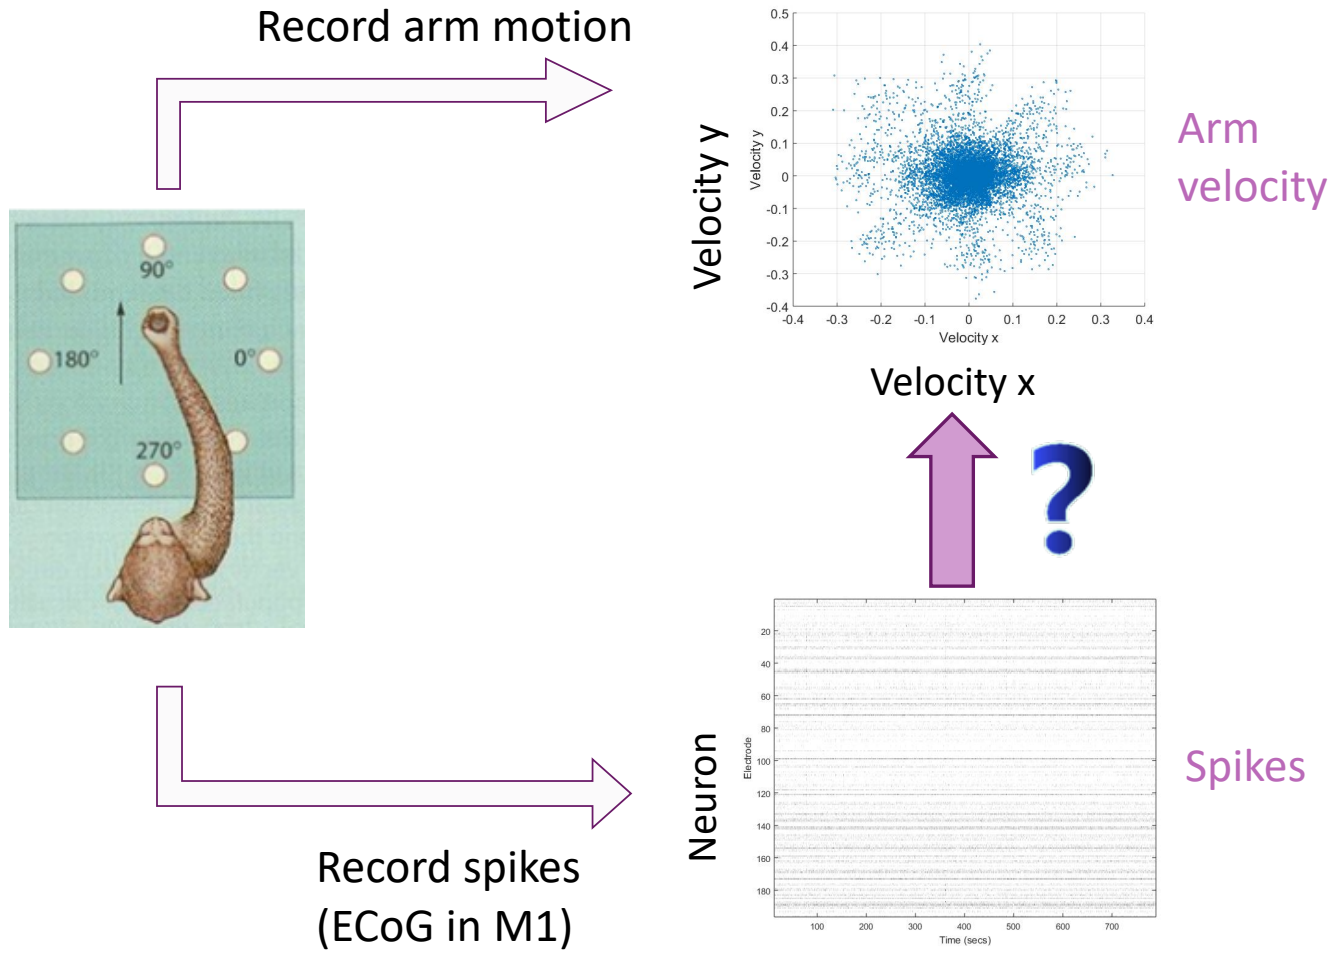 Record arm motion
90°
180°
0°
270°
Velocity y
Velocity y
0.5
0.4
0.3
0.2
0.1
0
-0.1
-0.2
-0.3
-0.4
-0.4 -0.3 -0.2 -0.1 0 0.1 0.2 0.3 0.4
Velocity x
Velocity x
Arm
velocity
?
Neuron
Electrode
20
40
60
80
100
120
140
160
180
100 200 300 400 500 600 700
Time (secs)
Spikes
Record spikes
(ECoG in M1)